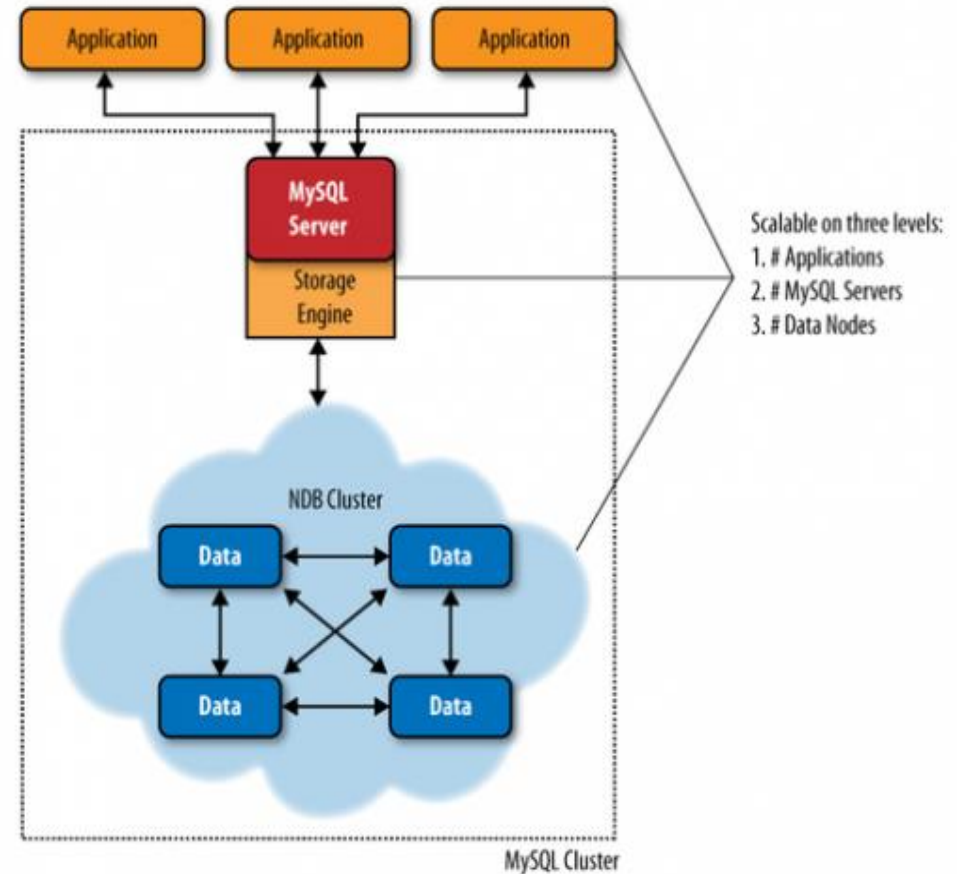 Application
Application
Application
MySQL
Server
Storage
Engine
Scalable on three levels:
1. # Applications
2. # MySQL Servers
3. # Data Nodes
NDB Cluster
Data
Data
Data
Data
MySQL Cluster